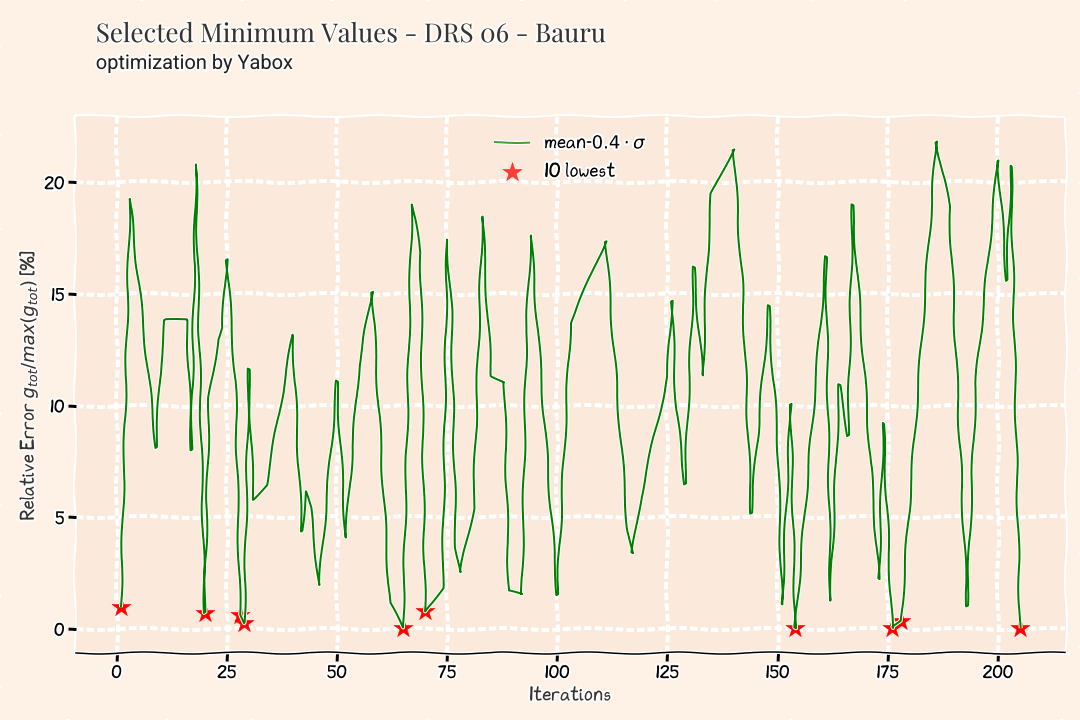 Selected Minimum Values - DRS 06 - Bauru
optimization by Yabox
mean-0.4 · σ
10 lowest
Relative Error g_tot/max(g_tot) [%]
20
15
10
5
0
0 25 50 75 100 125 150 175 200
Iterations